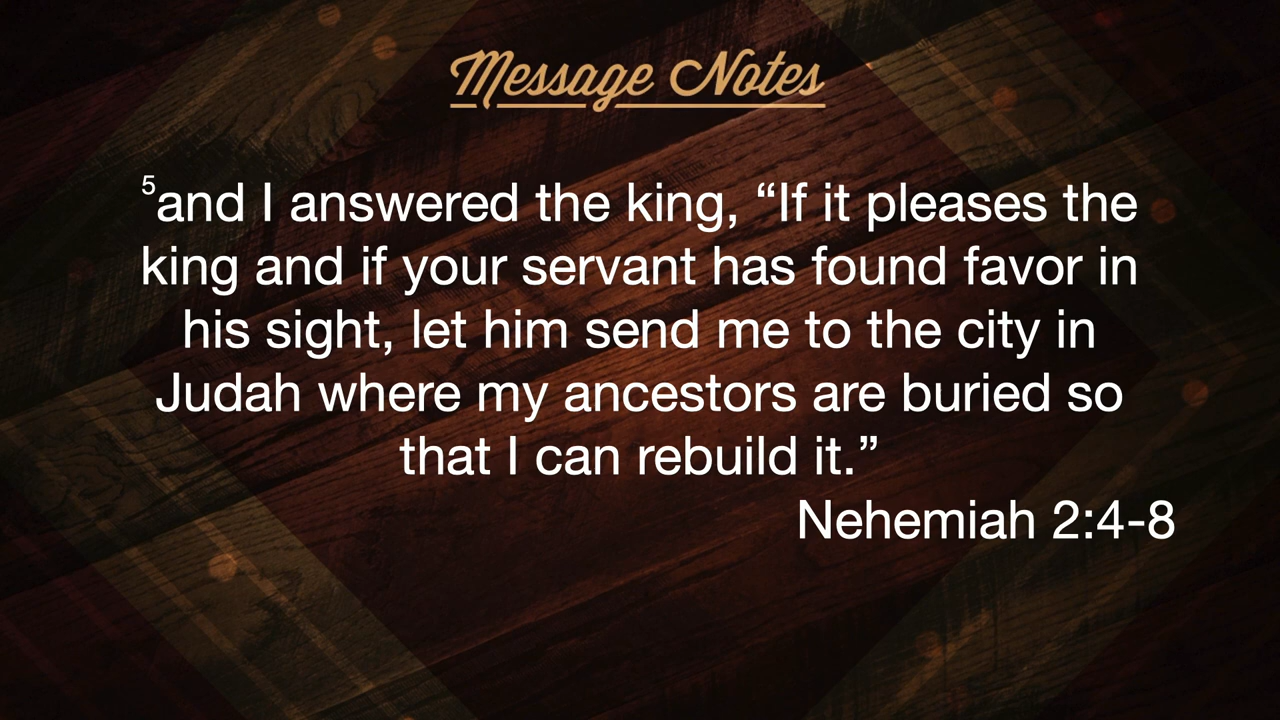 Message Notes
⁵and I answered the king, “If it pleases the
king and if your servant has found favor in
his sight, let him send me to the city in
Judah where my ancestors are buried so
that I can rebuild it.”
Nehemiah 2:4-8